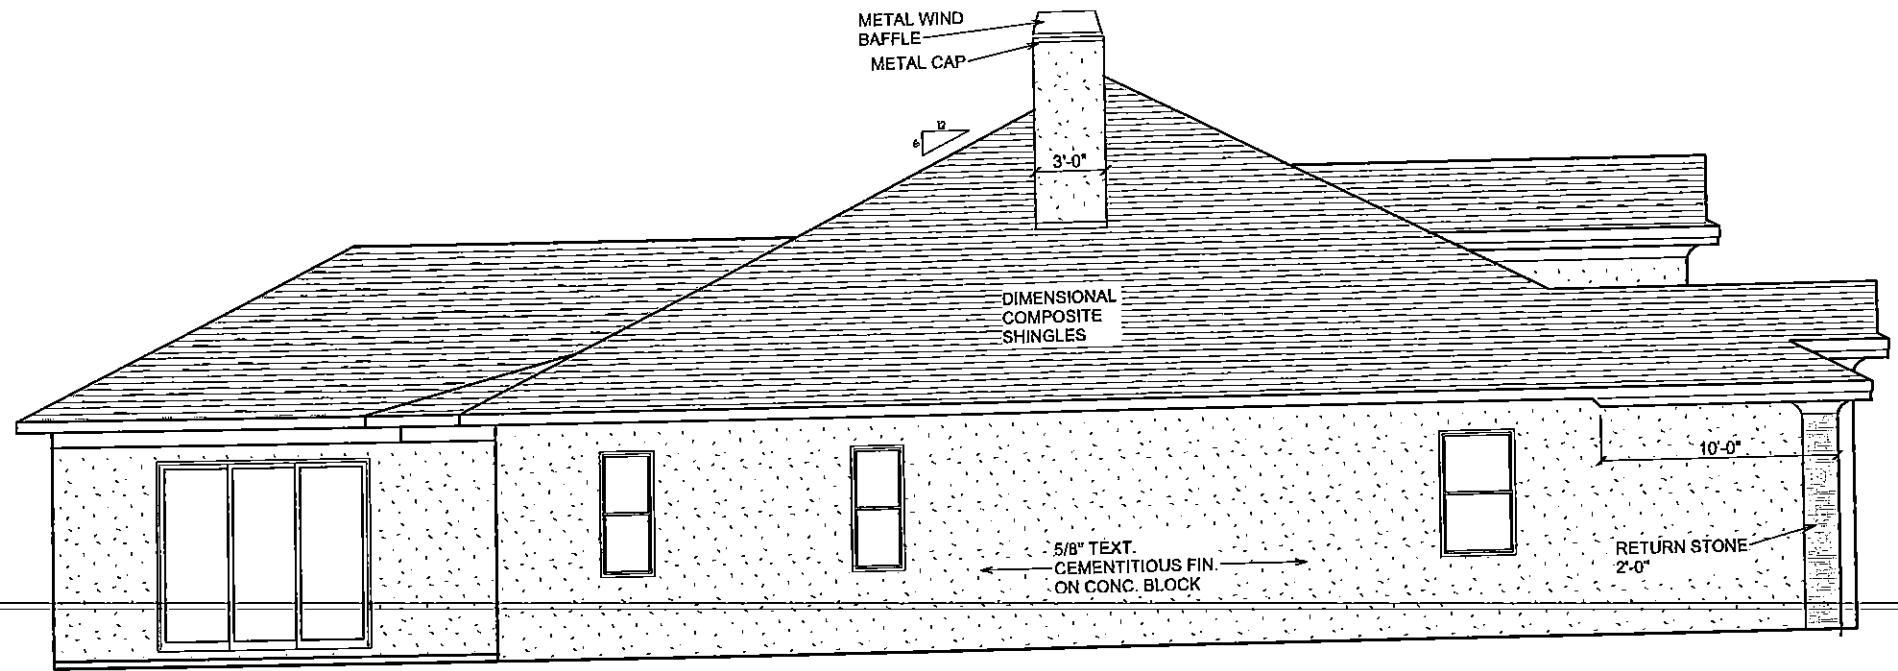 METAL WIND
BAFFLE
METAL CAP
12
6
3'-0"
DIMENSIONAL
COMPOSITE
SHINGLES
10'-0"
5/8" TEXT.
CEMENTITIOUS FIN.
ON CONC. BLOCK
RETURN STONE
2'-0"